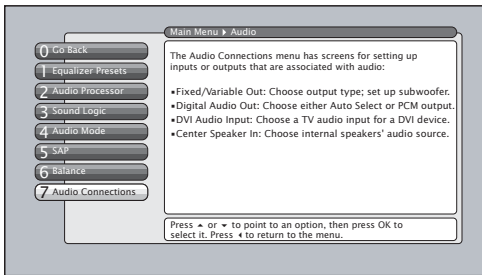 Main Menu ▸ Audio
0 Go Back
1 Equalizer Presets
2 Audio Processor
3 Sound Logic
4 Audio Mode
5 SAP
6 Balance
7 Audio Connections
The Audio Connections menu has screens for setting up
inputs or outputs that are associated with audio:
▪Fixed/Variable Out: Choose output type; set up subwoofer.
▪Digital Audio Out: Choose either Auto Select or PCM output.
▪DVI Audio Input: Choose a TV audio input for a DVI device.
▪Center Speaker In: Choose internal speakers’ audio source.
Press ▴ or ▾ to point to an option, then press OK to
select it. Press ◂ to return to the menu.